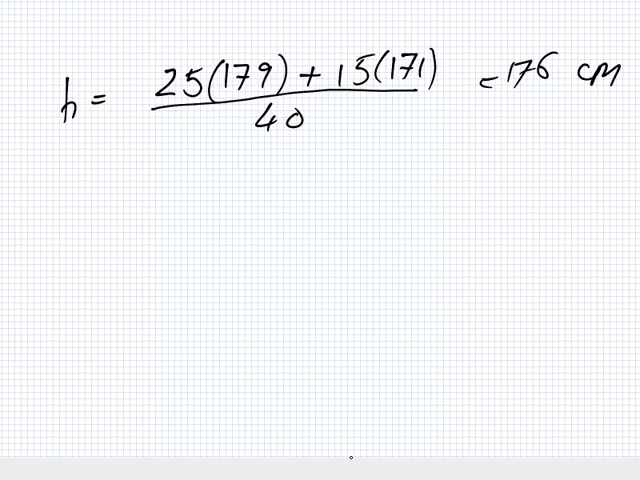 h = 25(179) + 15(171) / 40 = 176 cm